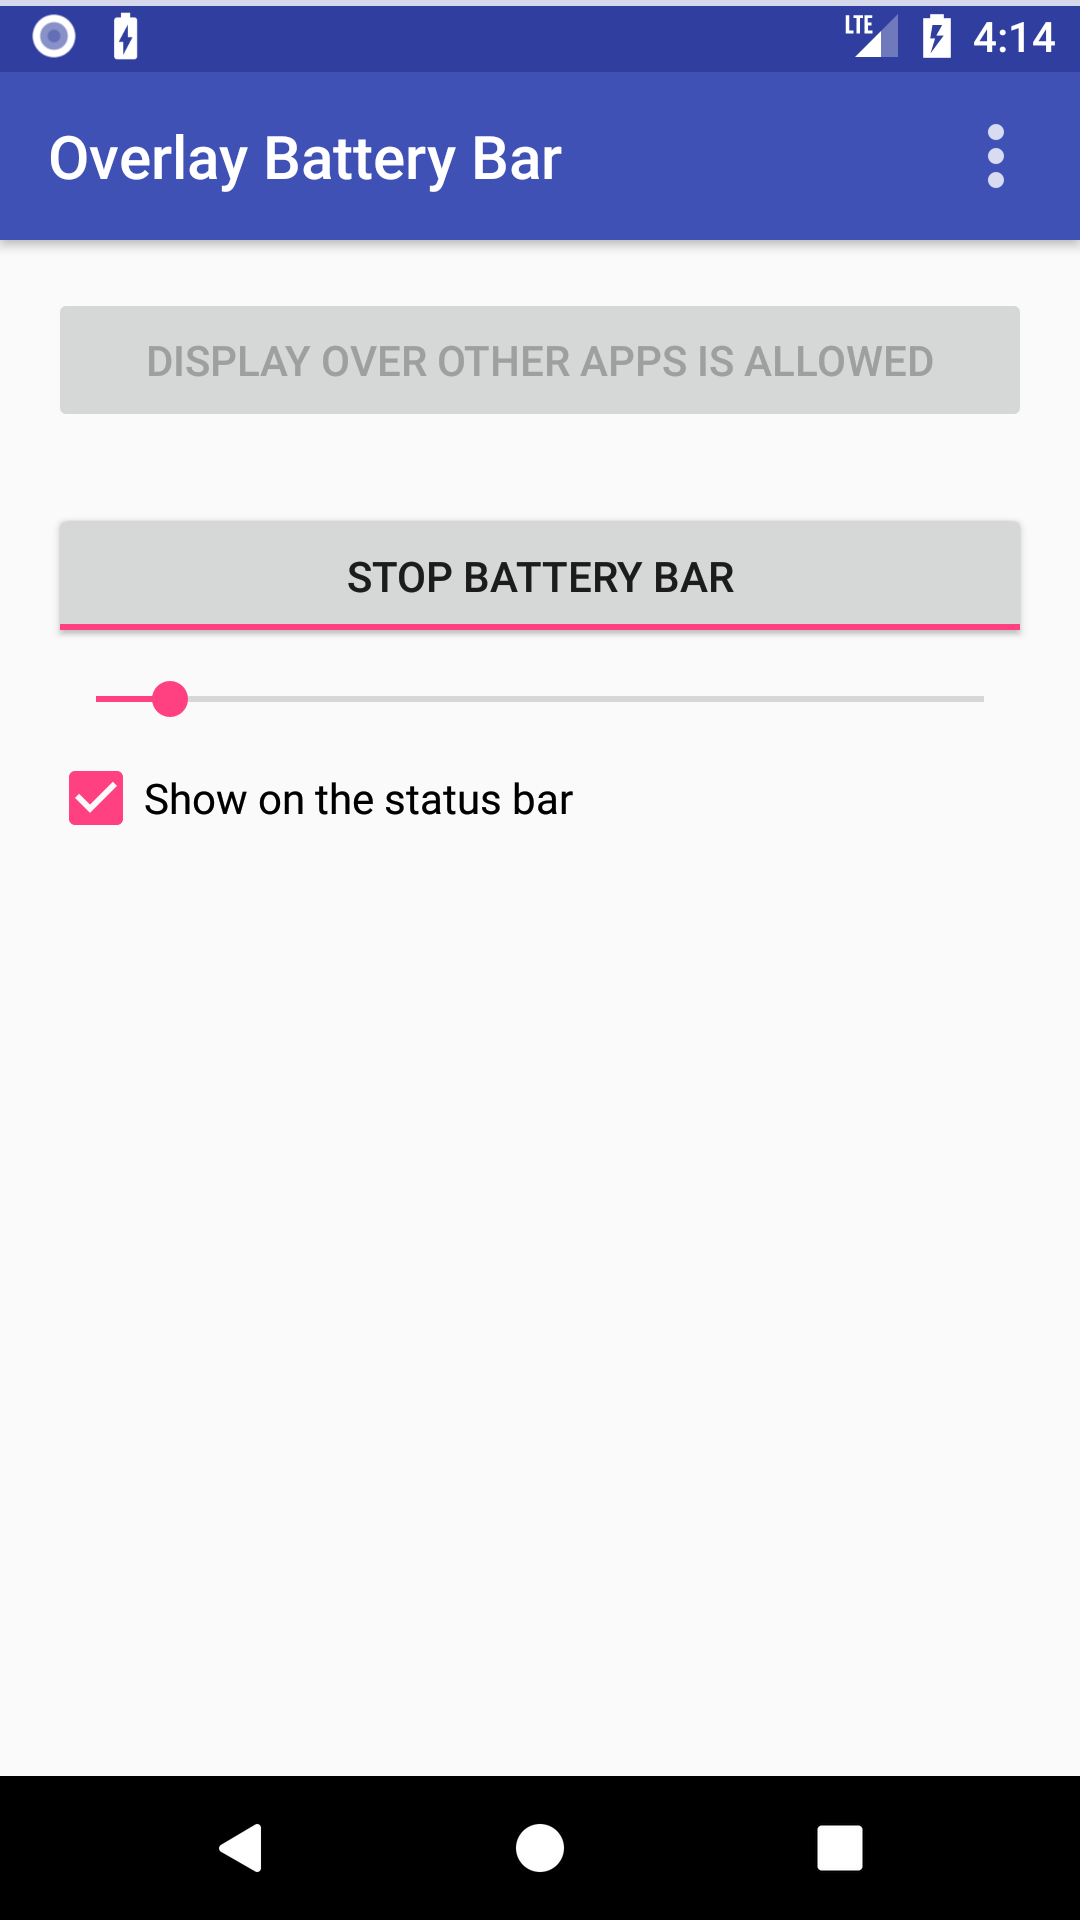 LTE 4:14
Overlay Battery Bar
DISPLAY OVER OTHER APPS IS ALLOWED
STOP BATTERY BAR
Show on the status bar